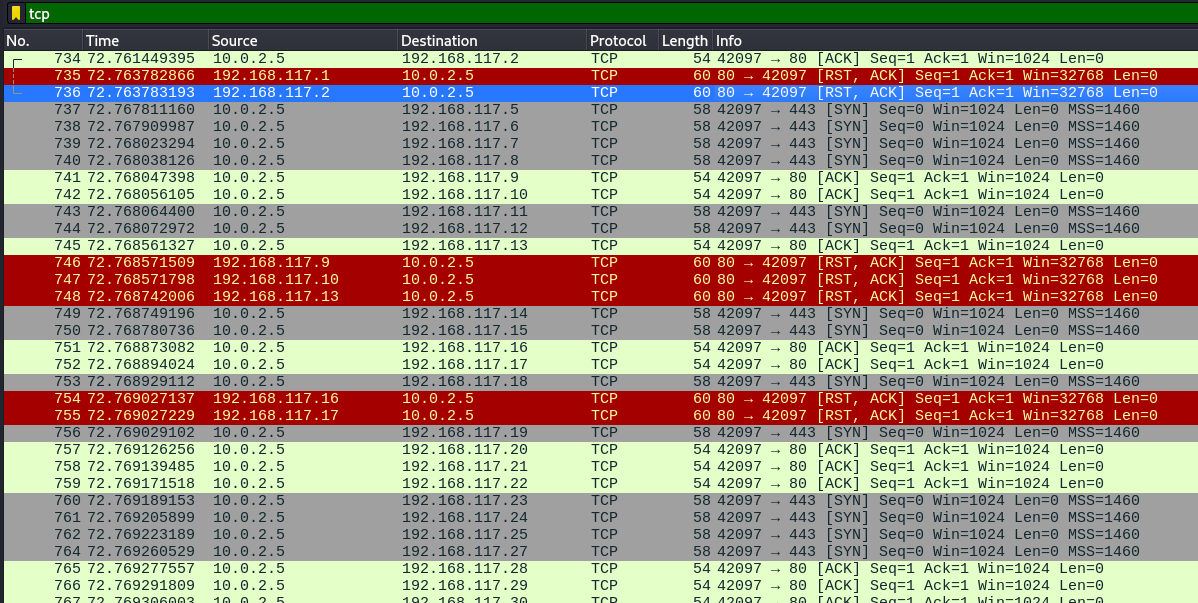 tcp
No. Time Source Destination Protocol Length Info
734 72.761449395 10.0.2.5 192.168.117.2 TCP 54 42097 → 80 [ACK] Seq=1 Ack=1 Win=1024 Len=0
735 72.763782866 192.168.117.1 10.0.2.5 TCP 60 80 → 42097 [RST, ACK] Seq=1 Ack=1 Win=32768 Len=0
736 72.763783193 192.168.117.2 10.0.2.5 TCP 60 80 → 42097 [RST, ACK] Seq=1 Ack=1 Win=32768 Len=0
737 72.767811160 10.0.2.5 192.168.117.5 TCP 58 42097 → 443 [SYN] Seq=0 Win=1024 Len=0 MSS=1460
738 72.767909987 10.0.2.5 192.168.117.6 TCP 58 42097 → 443 [SYN] Seq=0 Win=1024 Len=0 MSS=1460
739 72.768023294 10.0.2.5 192.168.117.7 TCP 58 42097 → 443 [SYN] Seq=0 Win=1024 Len=0 MSS=1460
740 72.768038126 10.0.2.5 192.168.117.8 TCP 58 42097 → 443 [SYN] Seq=0 Win=1024 Len=0 MSS=1460
741 72.768047398 10.0.2.5 192.168.117.9 TCP 54 42097 → 80 [ACK] Seq=1 Ack=1 Win=1024 Len=0
742 72.768056105 10.0.2.5 192.168.117.10 TCP 54 42097 → 80 [ACK] Seq=1 Ack=1 Win=1024 Len=0
743 72.768064400 10.0.2.5 192.168.117.11 TCP 58 42097 → 443 [SYN] Seq=0 Win=1024 Len=0 MSS=1460
744 72.768072972 10.0.2.5 192.168.117.12 TCP 58 42097 → 443 [SYN] Seq=0 Win=1024 Len=0 MSS=1460
745 72.768561327 10.0.2.5 192.168.117.13 TCP 54 42097 → 80 [ACK] Seq=1 Ack=1 Win=1024 Len=0
746 72.768571509 192.168.117.9 10.0.2.5 TCP 60 80 → 42097 [RST, ACK] Seq=1 Ack=1 Win=32768 Len=0
747 72.768571798 192.168.117.10 10.0.2.5 TCP 60 80 → 42097 [RST, ACK] Seq=1 Ack=1 Win=32768 Len=0
748 72.768742006 192.168.117.13 10.0.2.5 TCP 60 80 → 42097 [RST, ACK] Seq=1 Ack=1 Win=32768 Len=0
749 72.768749196 10.0.2.5 192.168.117.14 TCP 58 42097 → 443 [SYN] Seq=0 Win=1024 Len=0 MSS=1460
750 72.768780736 10.0.2.5 192.168.117.15 TCP 58 42097 → 443 [SYN] Seq=0 Win=1024 Len=0 MSS=1460
751 72.768873082 10.0.2.5 192.168.117.16 TCP 54 42097 → 80 [ACK] Seq=1 Ack=1 Win=1024 Len=0
752 72.768894024 10.0.2.5 192.168.117.17 TCP 54 42097 → 80 [ACK] Seq=1 Ack=1 Win=1024 Len=0
753 72.768929112 10.0.2.5 192.168.117.18 TCP 58 42097 → 443 [SYN] Seq=0 Win=1024 Len=0 MSS=1460
754 72.769027137 192.168.117.16 10.0.2.5 TCP 60 80 → 42097 [RST, ACK] Seq=1 Ack=1 Win=32768 Len=0
755 72.769027229 192.168.117.17 10.0.2.5 TCP 60 80 → 42097 [RST, ACK] Seq=1 Ack=1 Win=32768 Len=0
756 72.769029102 10.0.2.5 192.168.117.19 TCP 58 42097 → 443 [SYN] Seq=0 Win=1024 Len=0 MSS=1460
757 72.769126256 10.0.2.5 192.168.117.20 TCP 54 42097 → 80 [ACK] Seq=1 Ack=1 Win=1024 Len=0
758 72.769139485 10.0.2.5 192.168.117.21 TCP 54 42097 → 80 [ACK] Seq=1 Ack=1 Win=1024 Len=0
759 72.769171518 10.0.2.5 192.168.117.22 TCP 54 42097 → 80 [ACK] Seq=1 Ack=1 Win=1024 Len=0
760 72.769189153 10.0.2.5 192.168.117.23 TCP 58 42097 → 443 [SYN] Seq=0 Win=1024 Len=0 MSS=1460
761 72.769205899 10.0.2.5 192.168.117.24 TCP 58 42097 → 443 [SYN] Seq=0 Win=1024 Len=0 MSS=1460
762 72.769223189 10.0.2.5 192.168.117.25 TCP 58 42097 → 443 [SYN] Seq=0 Win=1024 Len=0 MSS=1460
764 72.769260529 10.0.2.5 192.168.117.27 TCP 58 42097 → 443 [SYN] Seq=0 Win=1024 Len=0 MSS=1460
765 72.769277557 10.0.2.5 192.168.117.28 TCP 54 42097 → 80 [ACK] Seq=1 Ack=1 Win=1024 Len=0
766 72.769291809 10.0.2.5 192.168.117.29 TCP 54 42097 → 80 [ACK] Seq=1 Ack=1 Win=1024 Len=0
767 72.769306003 10.0.2.5 192.168.117.30 TCP 54 42097 → 80 [ACK] Seq=1 Ack=1 Win=1024 Len=0